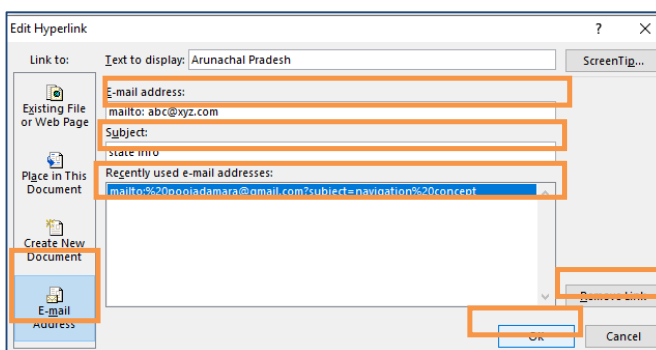 Edit Hyperlink ? ×
Link to: Text to display: Arunachal Pradesh ScreenTip...
E-mail address:
Existing File
or Web Page
mailto: abc@xyz.com
Subject:
state info
Place in This
Document
Recently used e-mail addresses:
mailto:%20poojadamara@gmail.com?subject=navigation%20concept
Create New
Document
E-mail
Address
Remove Link
OK Cancel